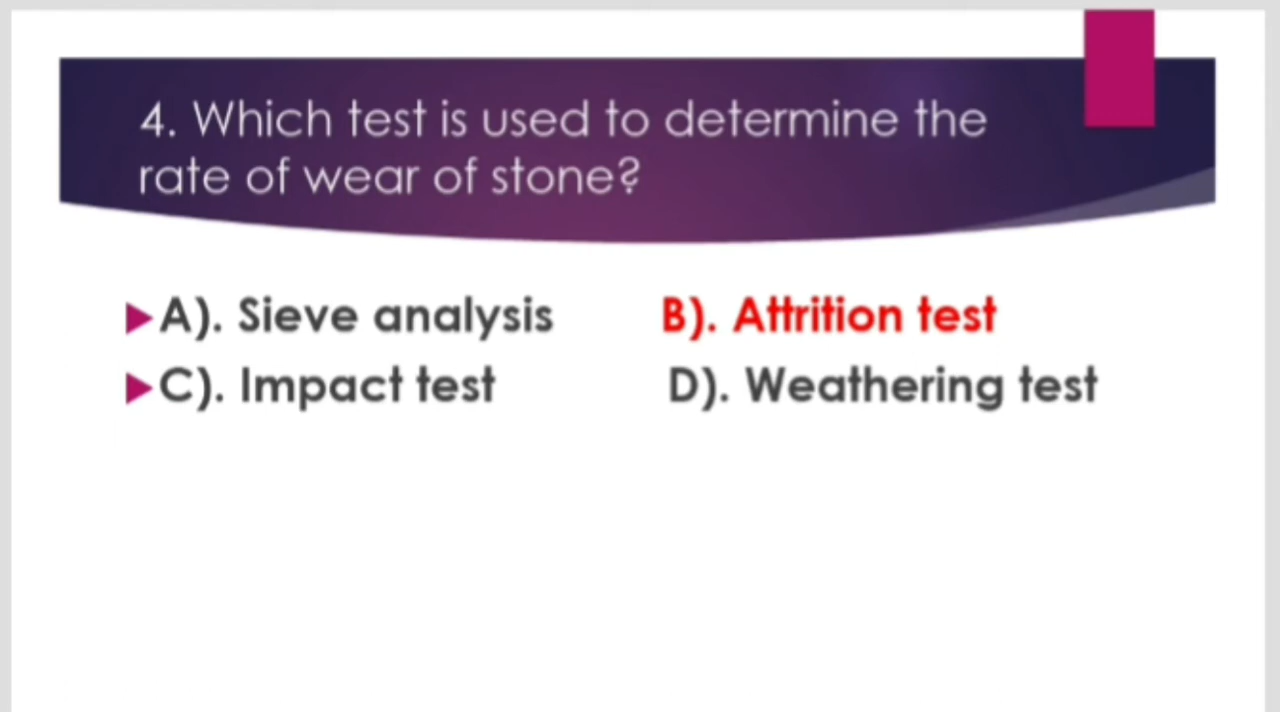 4. Which test is used to determine the
rate of wear of stone?
A). Sieve analysis B). Attrition test
C). Impact test D). Weathering test